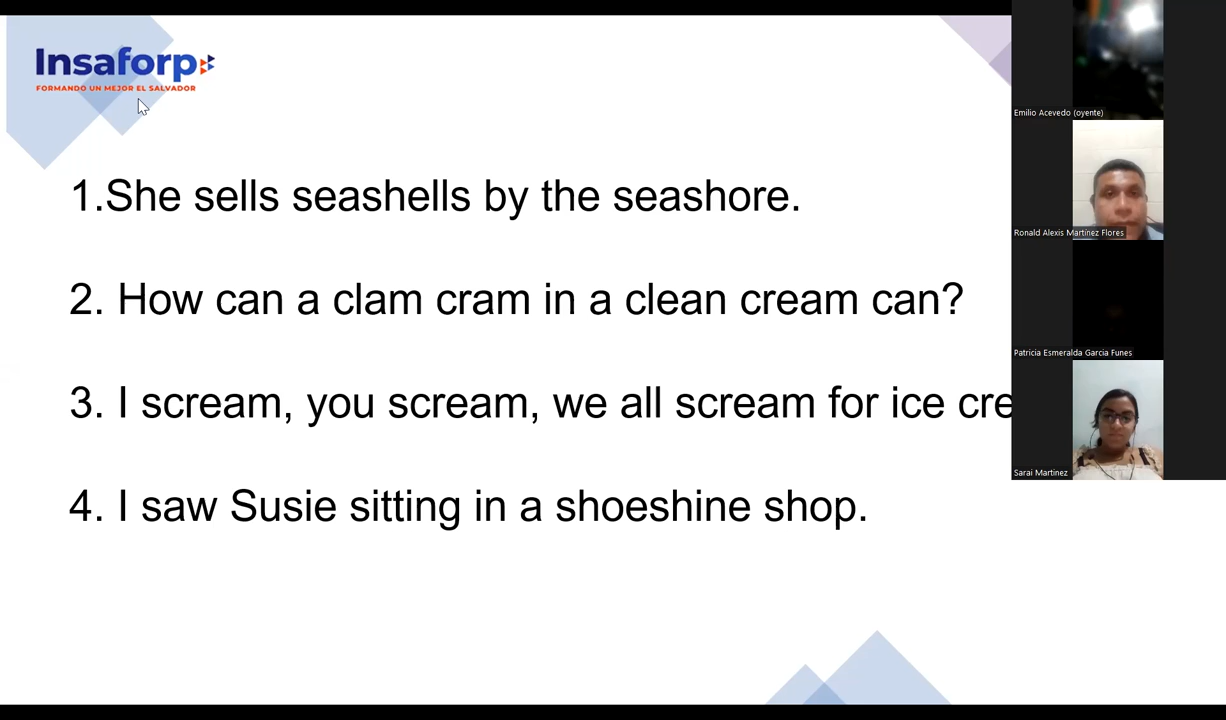 Insaforp
FORMANDO UN MEJOR EL SALVADOR
1.She sells seashells by the seashore.
2. How can a clam cram in a clean cream can?
3. I scream, you scream, we all scream for ice cre
4. I saw Susie sitting in a shoeshine shop.
Emilio Acevedo (oyente)
Ronald Alexis Martínez Flores
Patricia Esmeralda Garcia Funes
Sarai Martinez